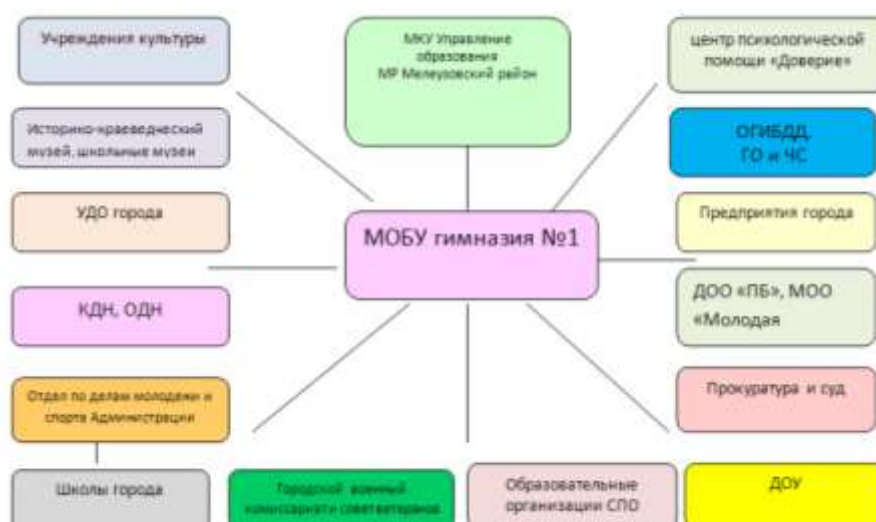 Учреждения культуры
МКУ Управление
образования
МР Мелеузовский район
центр психологической
помощи «Доверие»
Историко-краеведческий
музей, школьные музеи
ОГИБДД,
ГО и ЧС
УДО города
МОБУ гимназия №1
Предприятия города
КДН, ОДН
ДОО «ПБ», МОО
«Молодая
Отдел по делам молодежи и
спорта Администрации
Прокуратура и суд
Школы города
Городской военный
комиссариат и советветеранов
Образовательные
организации СПО
ДОУ